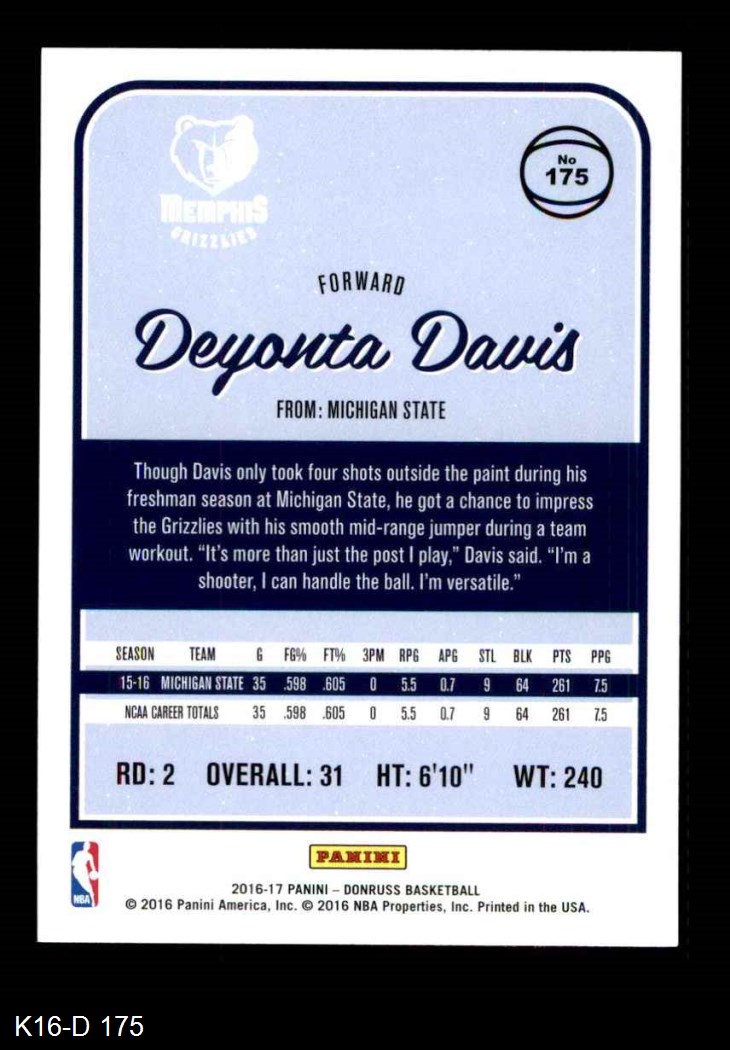 MEMPHIS
GRIZZLIES
No
175
FORWARD
Deyonta Davis
FROM: MICHIGAN STATE
Though Davis only took four shots outside the paint during his
freshman season at Michigan State, he got a chance to impress
the Grizzlies with his smooth mid-range jumper during a team
workout. “It’s more than just the post I play,” Davis said. “I’m a
shooter, I can handle the ball. I’m versatile.”
SEASON TEAM G FG% FT% 3PM RPG APG STL BLK PTS PPG
15-16 MICHIGAN STATE 35 .598 .605 0 5.5 0.7 9 64 261 7.5
NCAA CAREER TOTALS 35 .598 .605 0 5.5 0.7 9 64 261 7.5
RD: 2 OVERALL: 31 HT: 6'10" WT: 240
NBA
PANINI
2016-17 PANINI – DONRUSS BASKETBALL
© 2016 Panini America, Inc. © 2016 NBA Properties, Inc. Printed in the USA.
K16-D 175